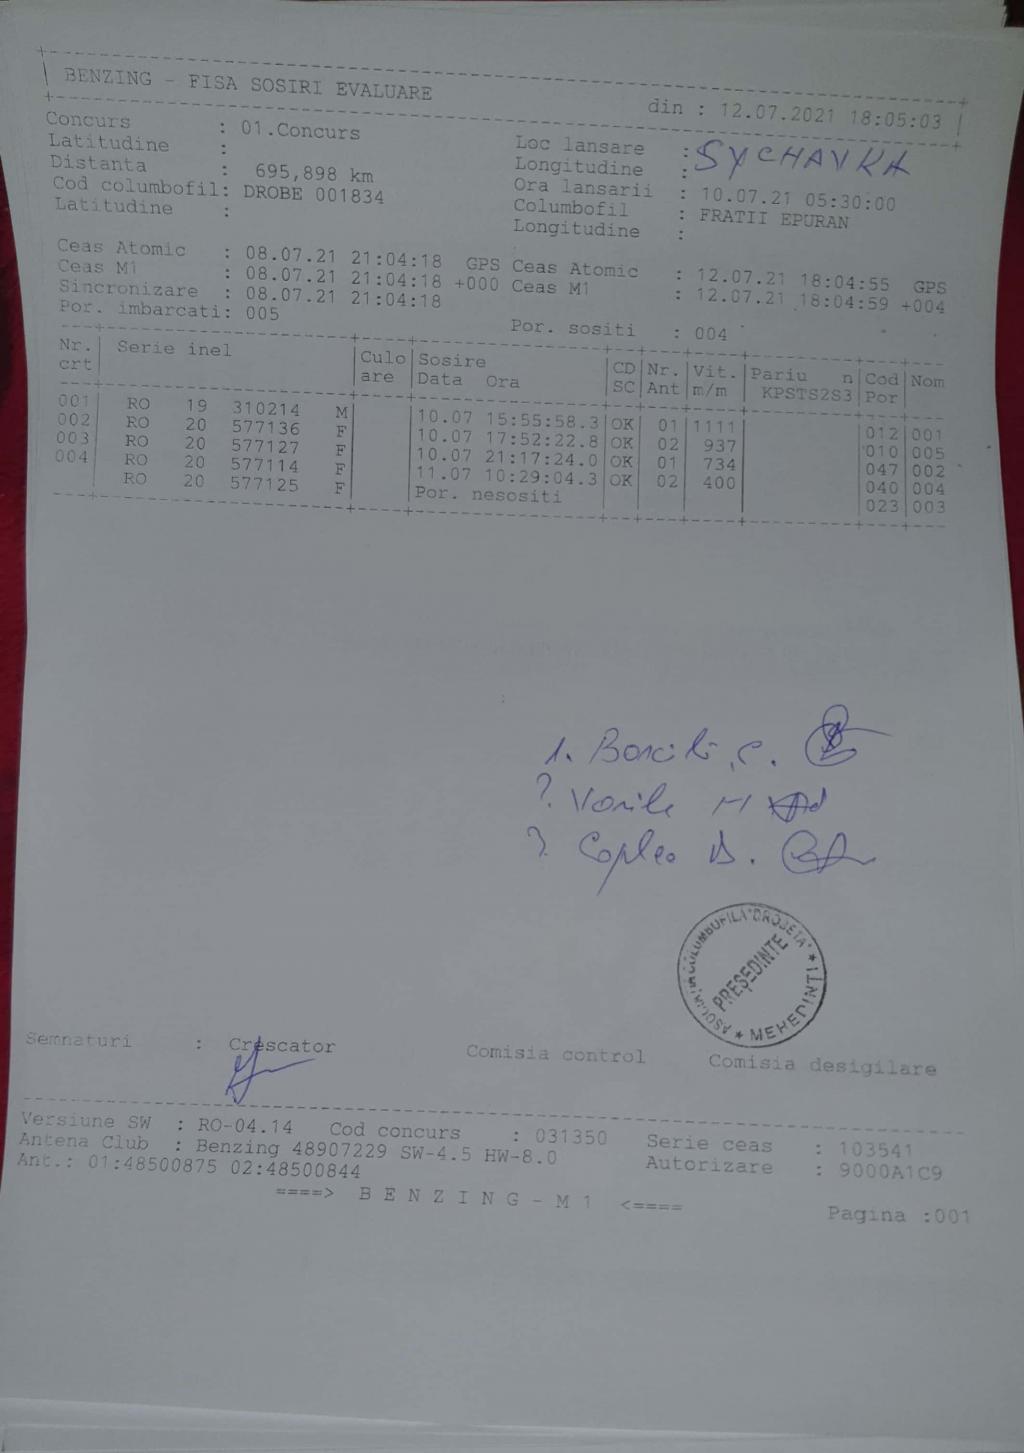 BENZING - FISA SOSIRI EVALUARE din : 12.07.2021 18:05:03
Concurs : 01.Concurs Loc lansare : SYCHAVKA
Latitudine : Longitudine :
Distanta : 695,898 km Ora lansarii : 10.07.21 05:30:00
Cod columbofil: DROBE 001834 Columbofil : FRATII EPURAN
Latitudine : Longitudine :
Ceas Atomic : 08.07.21 21:04:18 GPS Ceas Atomic : 12.07.21 18:04:55 GPS
Ceas M1 : 08.07.21 21:04:18 +000 Ceas M1 : 12.07.21 18:04:59 +004
Sincronizare : 08.07.21 21:04:18
Por. imbarcati: 005 Por. sositi : 004
Nr. Serie inel Culo Sosire CD Nr. Vit. Pariu n Cod Nom
crt are Data Ora SC Ant m/m KPSTS2S3 Por
001 RO 19 310214 M 10.07 15:55:58.3 OK 01 1111 012 001
002 RO 20 577136 F 10.07 17:52:22.8 OK 02 937 010 005
003 RO 20 577127 F 10.07 21:17:24.0 OK 01 734 047 002
004 RO 20 577114 F 11.07 10:29:04.3 OK 02 400 040 004
RO 20 577125 F Por. nesositi 023 003
1.
ASOCIATIA COLUMBOFILA "DROBETA" * MEHEDINTI *
PREȘEDINTE
Semnaturi : Crescator Comisia control Comisia desigilare
Versiune SW : RO-04.14 Cod concurs : 031350 Serie ceas : 103541
Antena Club : Benzing 48907229 SW-4.5 HW-8.0 Autorizare : 9000A1C9
Ant.: 01:48500875 02:48500844
====> B E N Z I N G - M 1 <==== Pagina :001